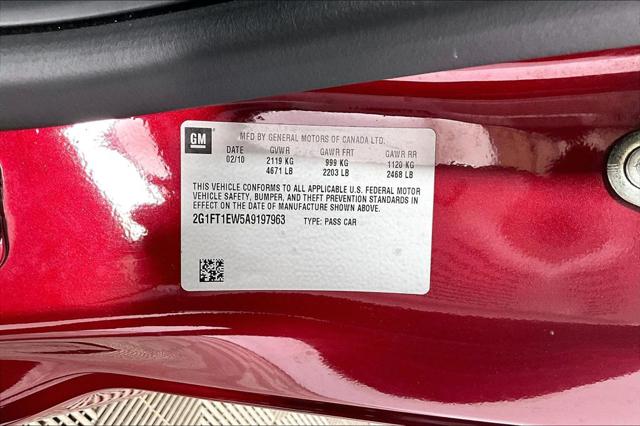 GM
MFD BY GENERAL MOTORS OF CANADA LTD.
DATE GVWR GAWR FRT GAWR RR
02/10 2119 KG 999 KG 1120 KG
4671 LB 2203 LB 2468 LB
THIS VEHICLE CONFORMS TO ALL APPLICABLE U.S. FEDERAL MOTOR
VEHICLE SAFETY, BUMPER, AND THEFT PREVENTION STANDARDS IN
EFFECT ON THE DATE OF MANUFACTURE SHOWN ABOVE.
2G1FT1EW5A9197963 TYPE: PASS CAR